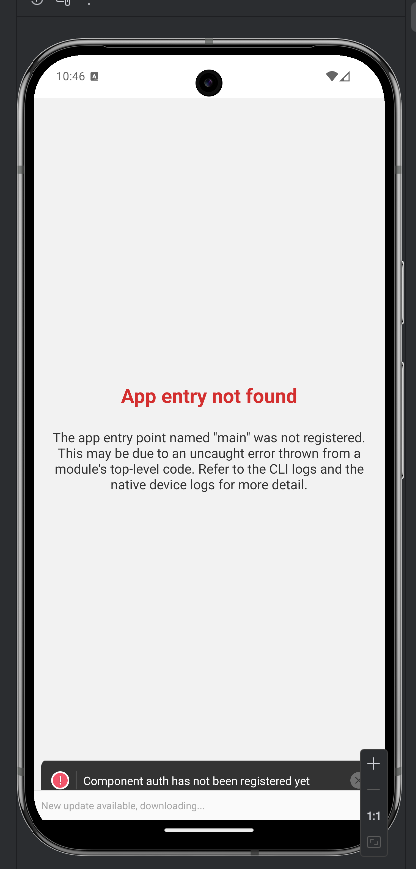 10:46 A
App entry not found
The app entry point named "main" was not registered.
This may be due to an uncaught error thrown from a
module's top-level code. Refer to the CLI logs and the
native device logs for more detail.
! Component auth has not been registered yet
New update available, downloading...
1:1